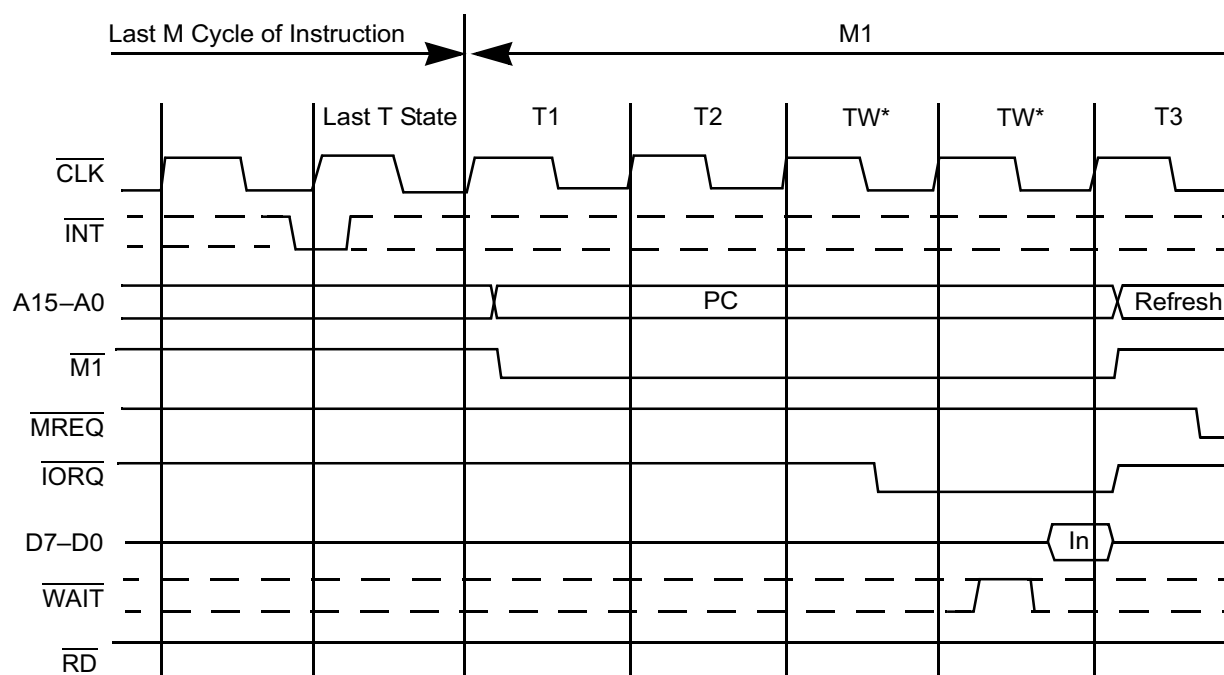 Last M Cycle of Instruction M1
Last T State T1 T2 TW* TW* T3
CLK
INT
A15–A0 PC Refresh
M1
MREQ
IORQ
D7–D0 In
WAIT
RD